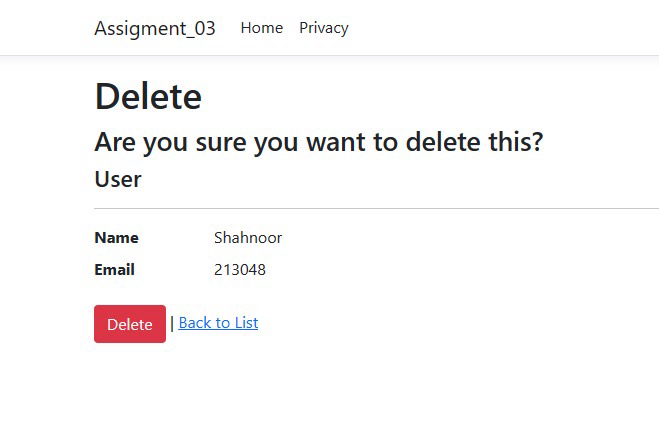 Assigment_03 Home Privacy
Delete
Are you sure you want to delete this?
User
Name Shahnoor
Email 213048
Delete | Back to List